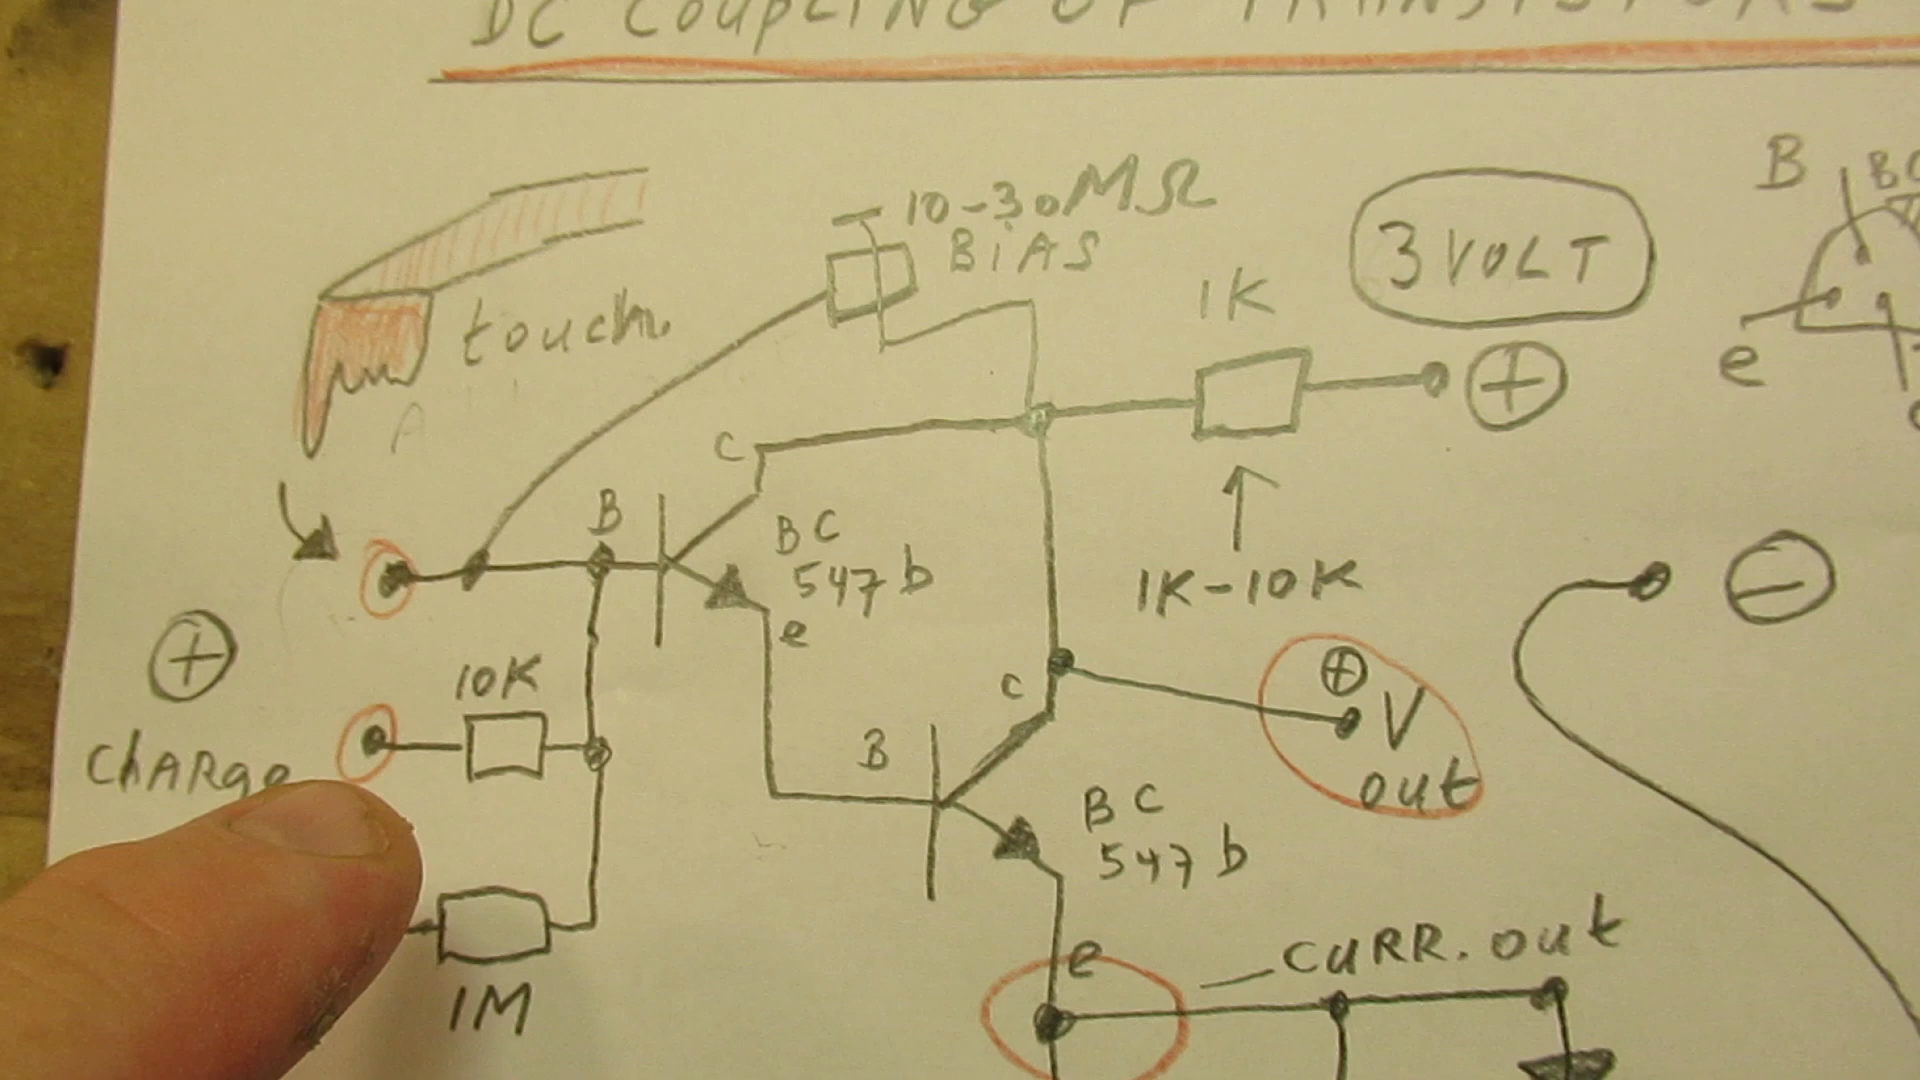 DC COUPLING OF TRANSISTORS
10-30MΩ
BIAS
touch
1K
3 VOLT
+
B
BC
e
C
B
BC
547b
e
1K-10K
-
+
CHARge
10K
+
V
out
C
B
BC
547b
e
CURR. out
1M